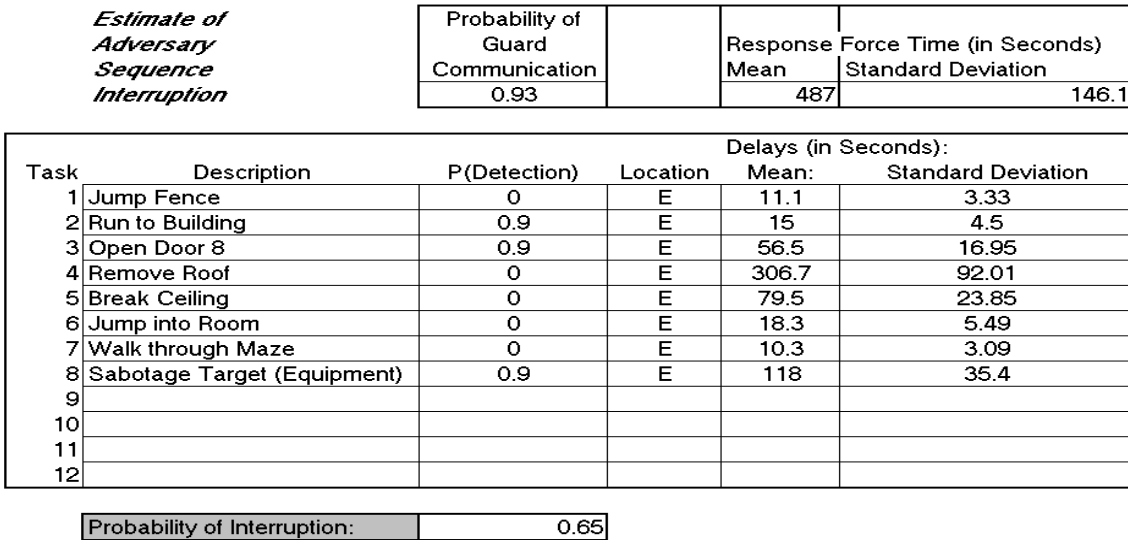 Estimate of Probability of
Adversary Guard Response Force Time (in Seconds)
Sequence Communication Mean Standard Deviation
Interruption 0.93 487 146.1
Delays (in Seconds):
Task Description P(Detection) Location Mean: Standard Deviation
1 Jump Fence 0 E 11.1 3.33
2 Run to Building 0.9 E 15 4.5
3 Open Door 8 0.9 E 56.5 16.95
4 Remove Roof 0 E 306.7 92.01
5 Break Ceiling 0 E 79.5 23.85
6 Jump into Room 0 E 18.3 5.49
7 Walk through Maze 0 E 10.3 3.09
8 Sabotage Target (Equipment) 0.9 E 118 35.4
9
10
11
12
Probability of Interruption: 0.65